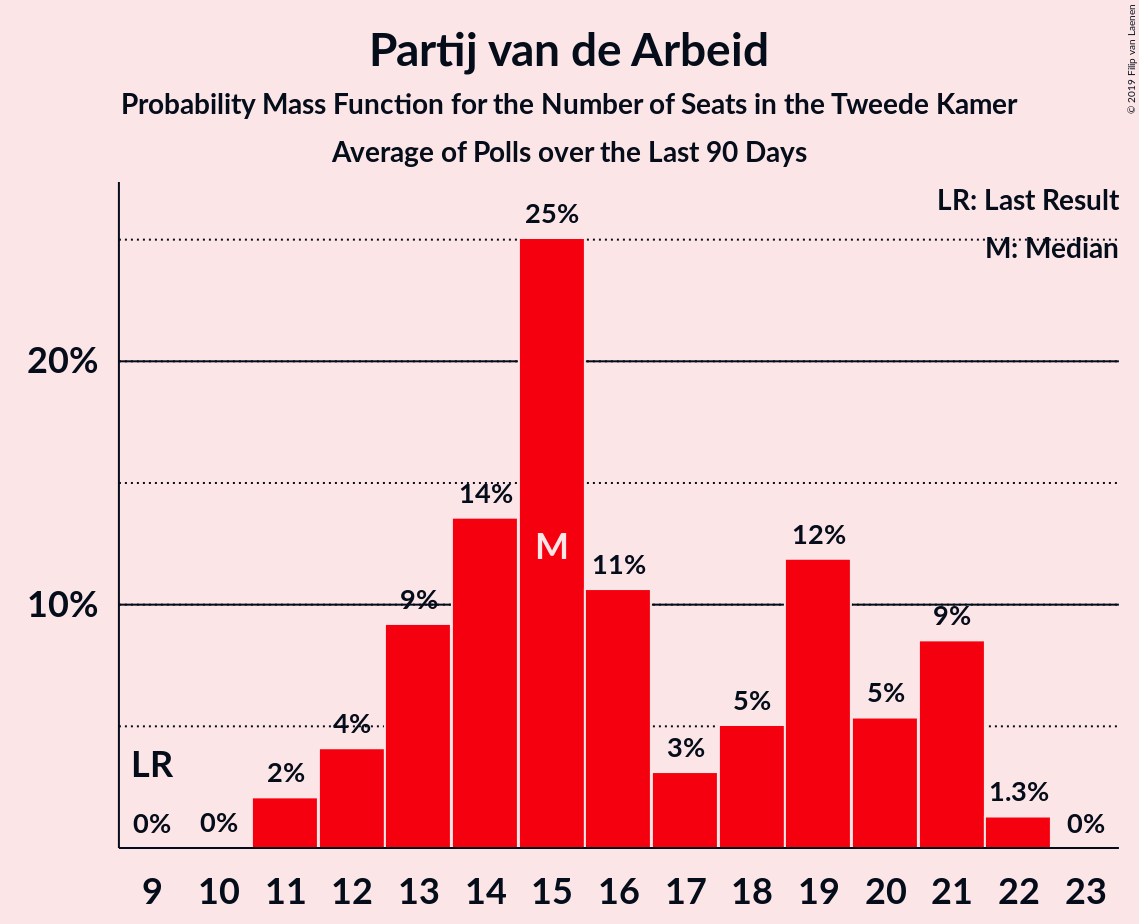 Partij van de Arbeid
Probability Mass Function for the Number of Seats in the Tweede Kamer
Average of Polls over the Last 90 Days
© 2019 Filip van Laenen
LR: Last Result
M: Median
25%
20%
14%
M
12%
11%
10%
9%
9%
5%
5%
4%
3%
LR
2%
1.3%
0%
0%
0%
9 10 11 12 13 14 15 16 17 18 19 20 21 22 23